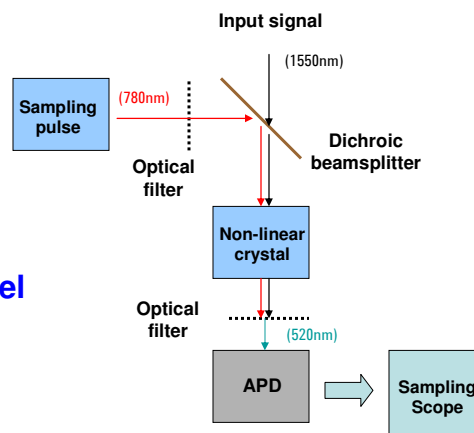 Input signal
(1550nm)
Sampling
pulse
(780nm)
Optical
filter
Dichroic
beamsplitter
Non-linear
crystal
el
Optical
filter
(520nm)
APD
Sampling
Scope